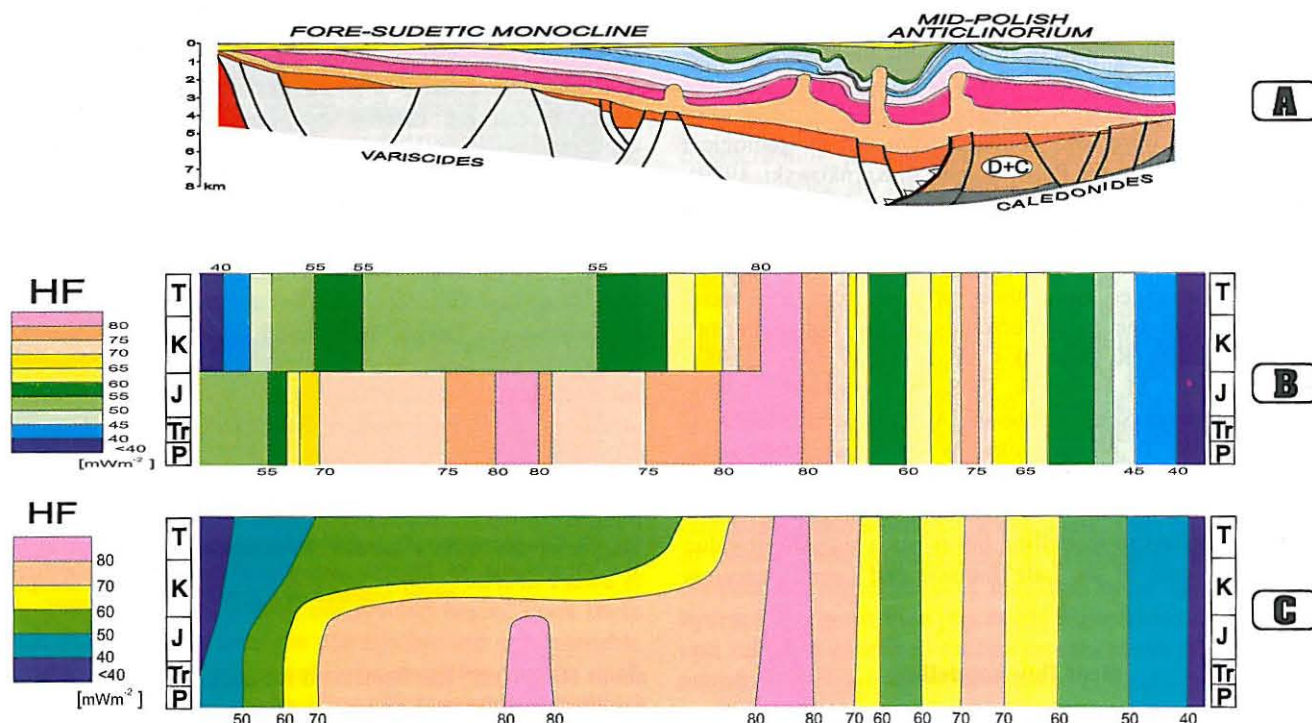 FORE-SUDETIC MONOCLINE
MID-POLISH
ANTICLINORIUM
0
1
2
3
4
5
6
7
8 km
VARISCIDES
D+C
CALEDONIDES
A
HF
80
75
70
65
60
55
50
45
40
<40
[mWm-2]
40 55 55 55 80
T T
K K
J J
Tr Tr
P P
55 70 75 80 80 75 80 80 60 75 65 45 40
B
HF
80
70
60
50
40
<40
[mWm-2]
T T
K K
J J
Tr Tr
P P
50 60 70 80 80 80 80 70 60 60 70 70 60 50 40
C